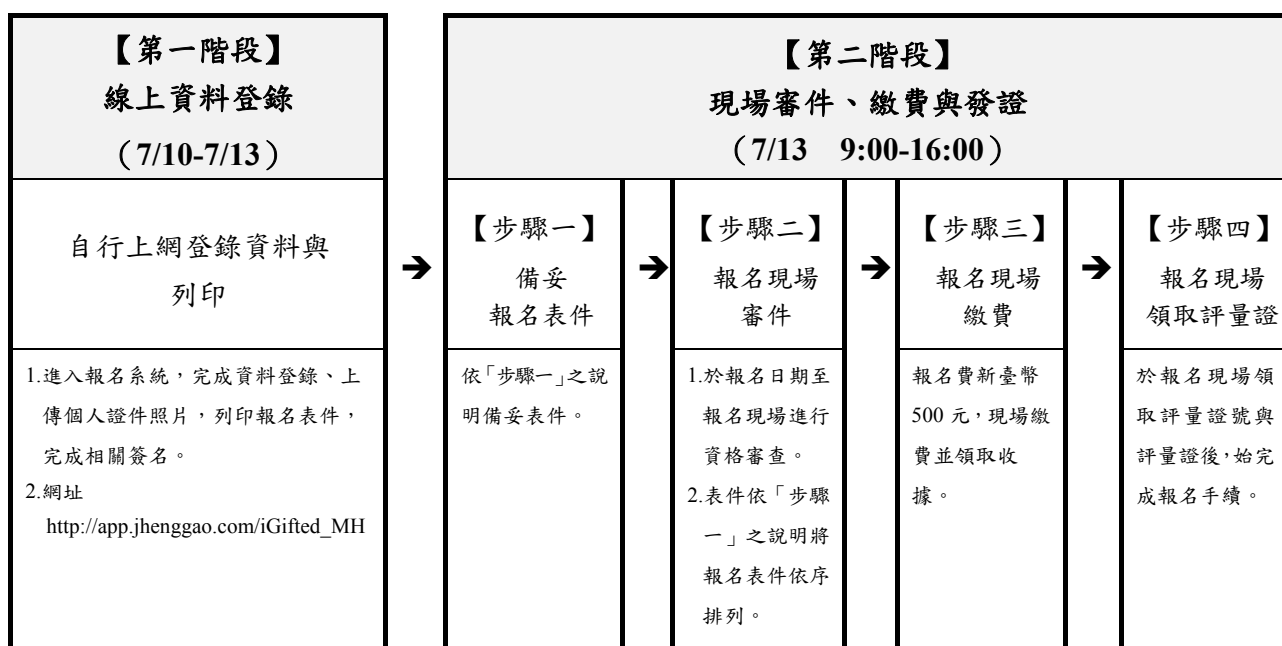 【第一階段】
線上資料登錄
（7/10-7/13）
自行上網登錄資料與
列印
1.進入報名系統，完成資料登錄、上
傳個人證件照片，列印報名表件，
完成相關簽名。
2.網址
http://app.jhenggao.com/iGifted_MH
➔
【第二階段】
現場審件、繳費與發證
（7/13 9:00-16:00）
【步驟一】
備妥
報名表件
依「步驟一」之說
明備妥表件。
➔
【步驟二】
報名現場
審件
1.於報名日期至
報名現場進行
資格審查。
2.表件依「步驟
一」之說明將
報名表件依序
排列。
➔
【步驟三】
報名現場
繳費
報名費新臺幣
500 元，現場繳
費並領取收
據。
➔
【步驟四】
報名現場
領取評量證
於報名現場領
取評量證號與
評量證後，始完
成報名手續。